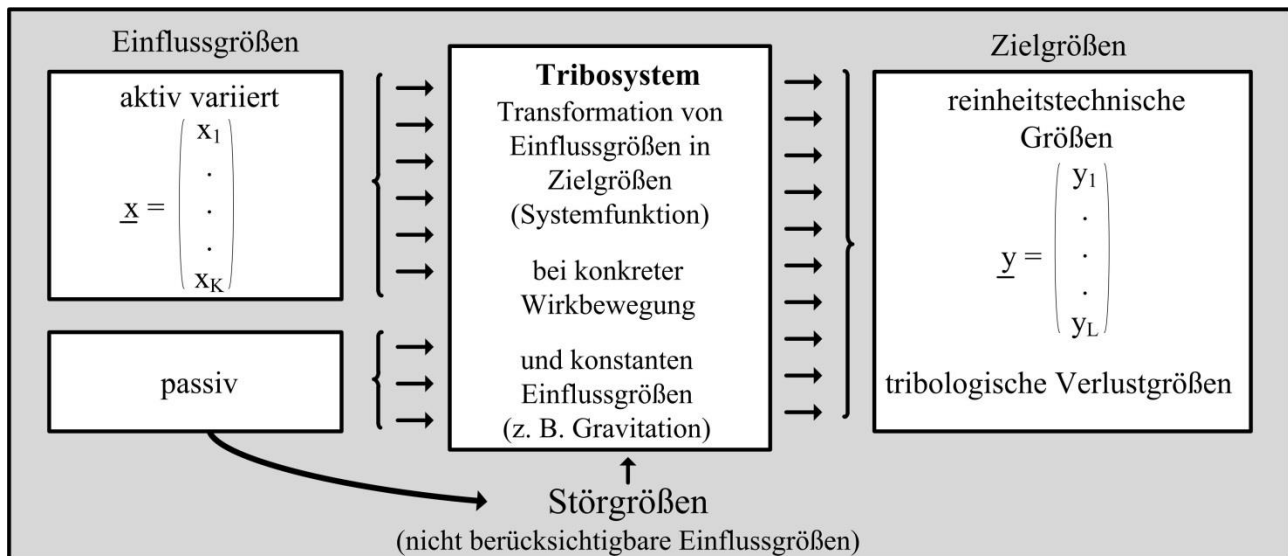 Einflussgrößen
aktiv variiert
x1
.
x = .
.
xK
passiv
Tribosystem
Transformation von
Einflussgrößen in
Zielgrößen
(Systemfunktion)
bei konkreter
Wirkbewegung
und konstanten
Einflussgrößen
(z. B. Gravitation)
Störgrößen
(nicht berücksichtigbare Einflussgrößen)
Zielgrößen
reinheitstechnische
Größen
y1
.
y = .
.
yL
tribologische Verlustgrößen